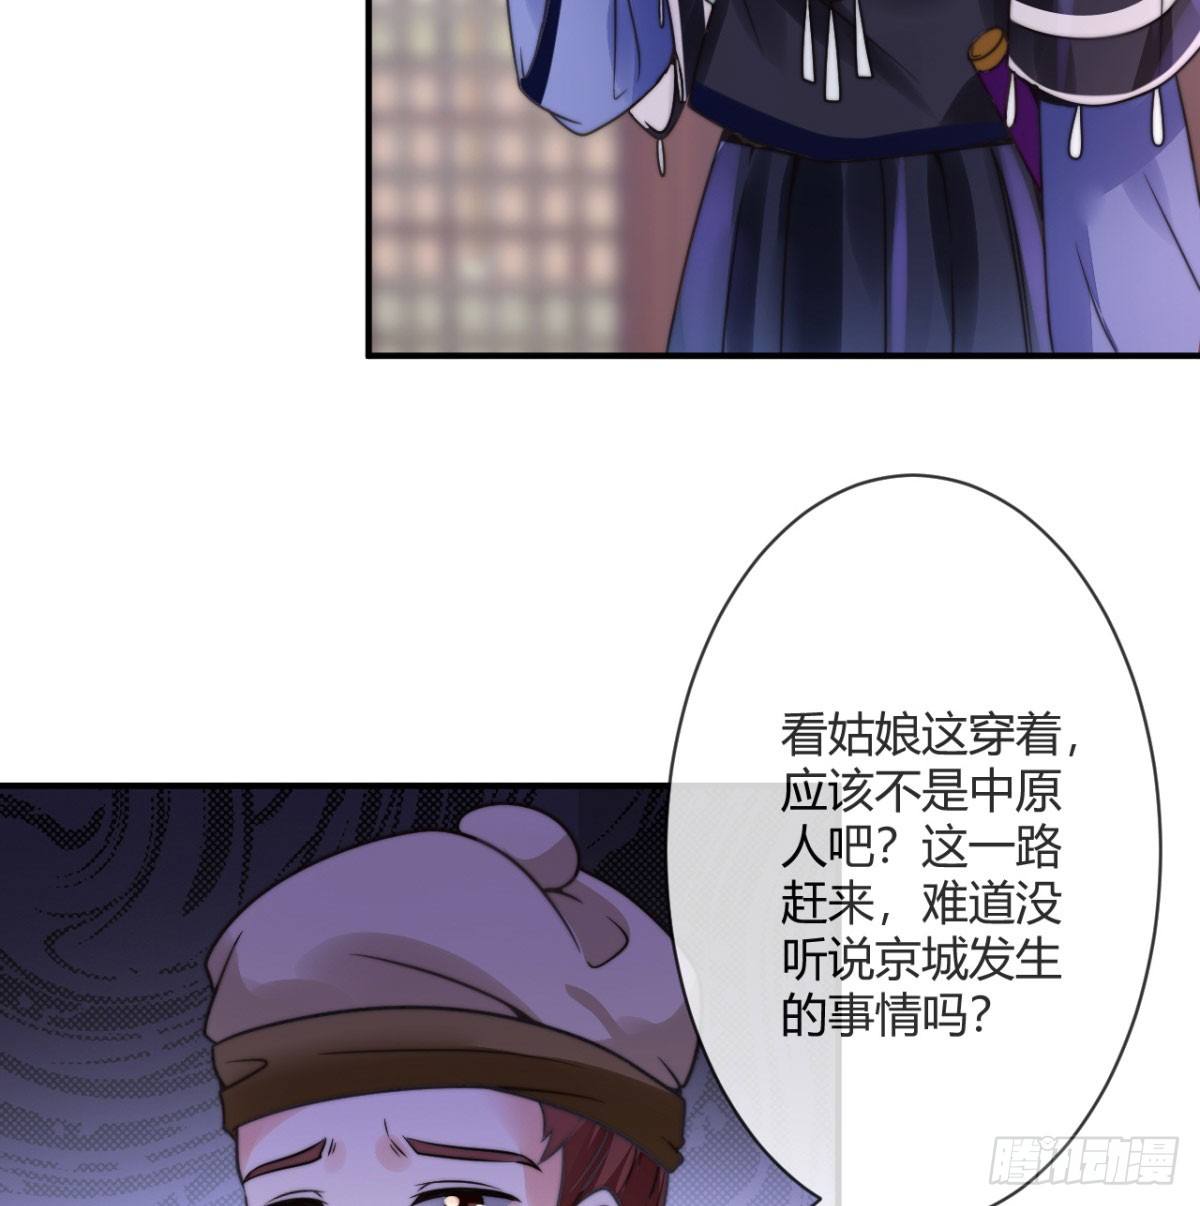 看姑娘这穿着，
应该不是中原
人吧？这一路
赶来，难道没
听说京城发生
的事情吗？
腾讯动漫